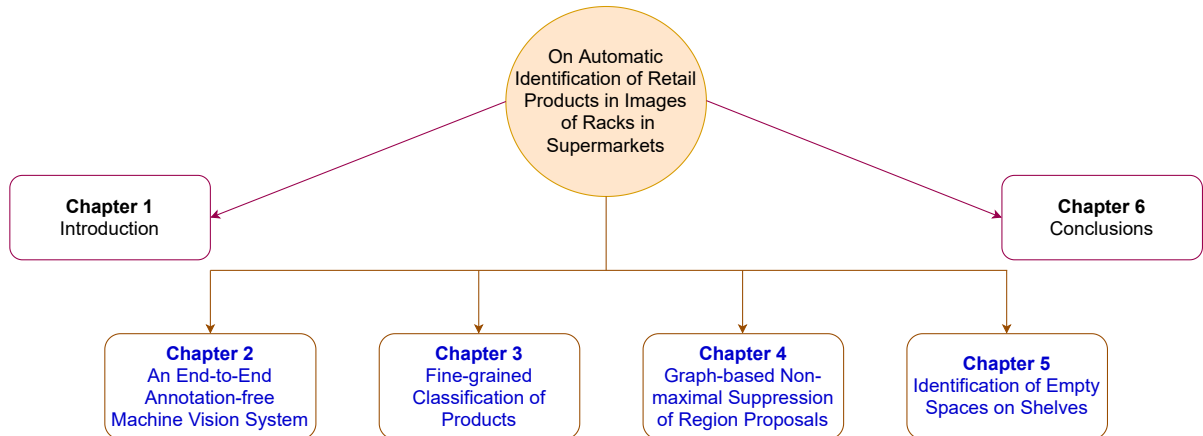 On Automatic
Identification of Retail
Products in Images
of Racks in
Supermarkets
Chapter 1
Introduction
Chapter 6
Conclusions
Chapter 2
An End-to-End
Annotation-free
Machine Vision System
Chapter 3
Fine-grained
Classification of
Products
Chapter 4
Graph-based Non-
maximal Suppression
of Region Proposals
Chapter 5
Identification of Empty
Spaces on Shelves